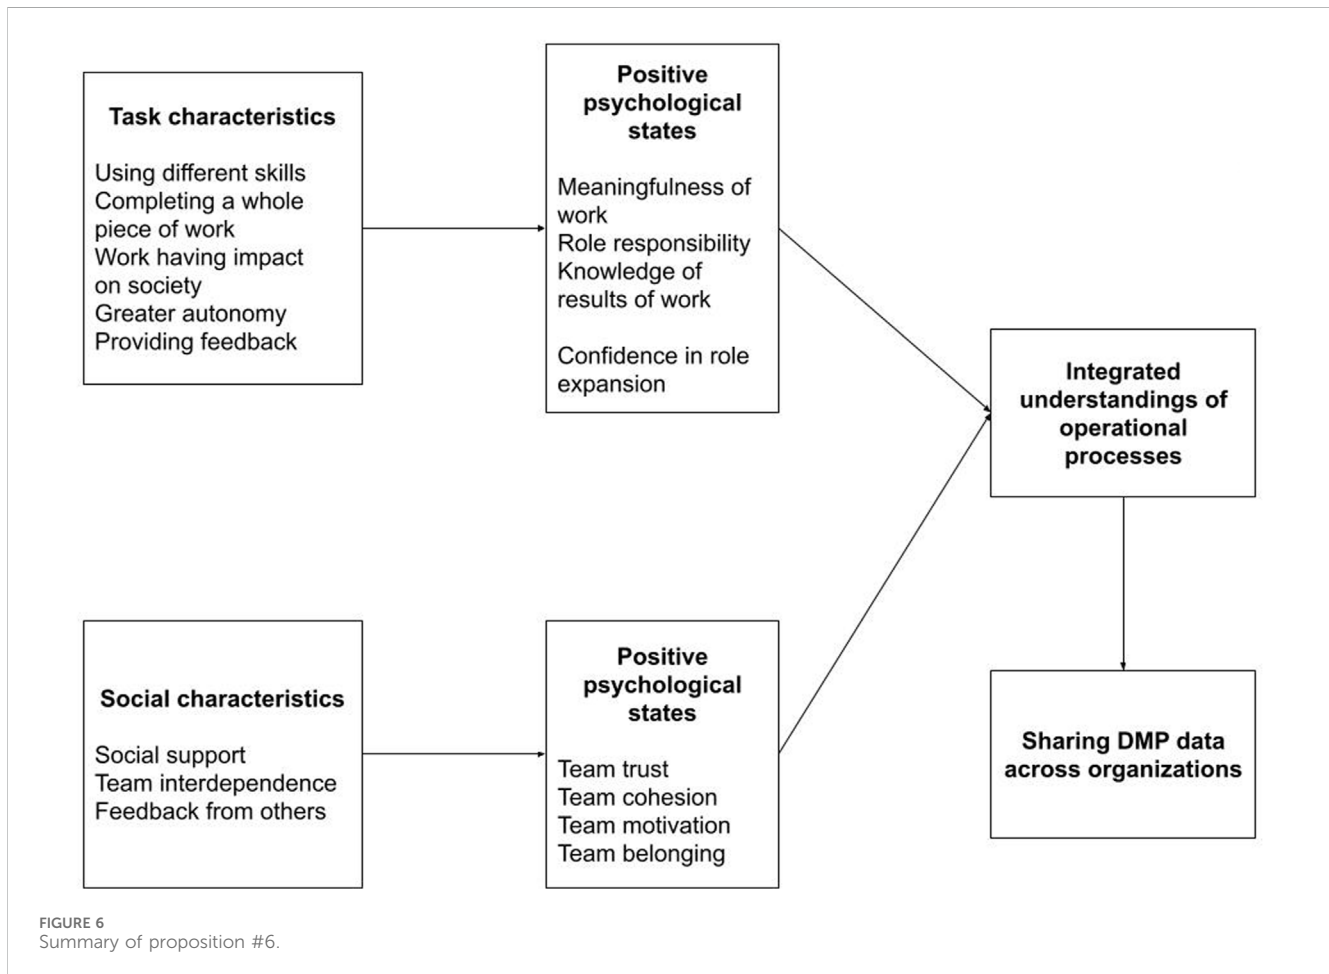 Task characteristics
Using different skills
Completing a whole
piece of work
Work having impact
on society
Greater autonomy
Providing feedback
Positive
psychological
states
Meaningfulness of
work
Role responsibility
Knowledge of
results of work
Confidence in role
expansion
Integrated
understandings of
operational
processes
Social characteristics
Social support
Team interdependence
Feedback from others
Positive
psychological
states
Team trust
Team cohesion
Team motivation
Team belonging
Sharing DMP data
across organizations
FIGURE 6
Summary of proposition #6.